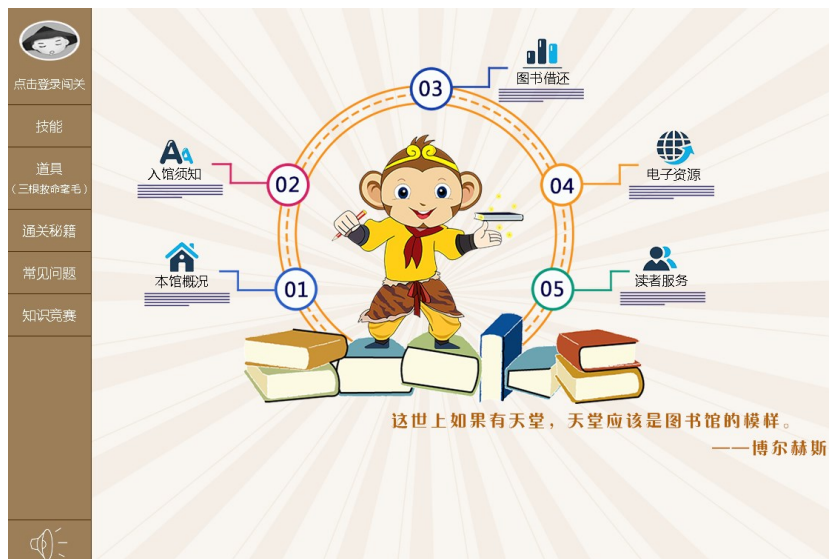 点击登录闯关
技能
道具
（三根救命毫毛）
通关秘籍
常见问题
知识竞赛
03
图书借还
入馆须知
02
04
电子资源
本馆概况
01
05
读者服务
这世上如果有天堂，天堂应该是图书馆的模样。
——博尔赫斯